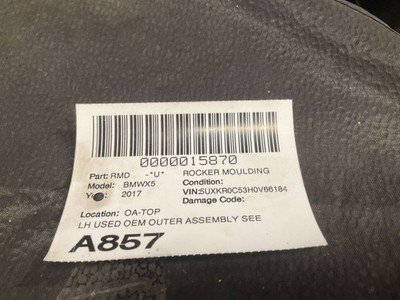 0000015870
Part: RMD -*U* ROCKER MOULDING
Model: BMWX5 Condition:
2017 VIN:5UXKR0C53H0V66184
Damage Code:
Location: OA-TOP
LH USED OEM OUTER ASSEMBLY SEE
A857